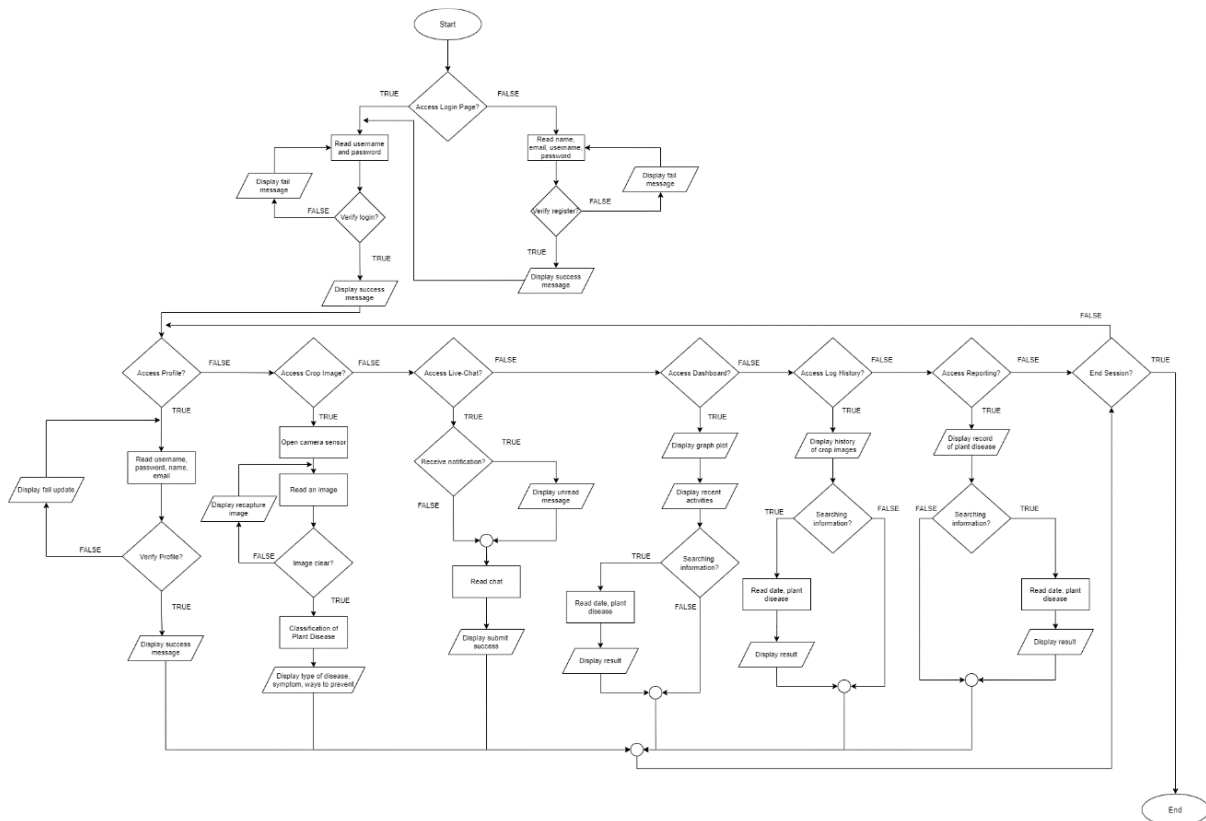 Start
TRUE
FALSE
Access Login Page?
Read username
and password
Read name,
email, username,
password
Display fail
message
Display fail
message
FALSE
Verify login?
Verify register?
FALSE
TRUE
TRUE
Display success
message
Display success
message
FALSE
Access Profile?
FALSE
Access Crop Image?
FALSE
Access Live-Chat?
FALSE
Access Dashboard?
FALSE
Access Log History?
FALSE
Access Reporting?
FALSE
End Session?
TRUE
TRUE
TRUE
TRUE
TRUE
TRUE
TRUE
Read username,
password, name,
email
Display fail update
FALSE
Verify Profile?
TRUE
Display success
message
Open camera sensor
Read an image
Display recapture
image
FALSE
Image clear?
TRUE
Classification of
Plant Disease
Display type of disease,
symptom, ways to prevent
Receive notification?
TRUE
FALSE
Display unread
message
Read chat
Display submit
success
Display graph plot
Display recent
activities
Searching
information?
TRUE
FALSE
Read date, plant
disease
Display result
Display history
of crop images
Searching
information?
TRUE
FALSE
Read date, plant
disease
Display result
Display record
of plant disease
Searching
information?
FALSE
TRUE
Read date, plant
disease
Display result
End